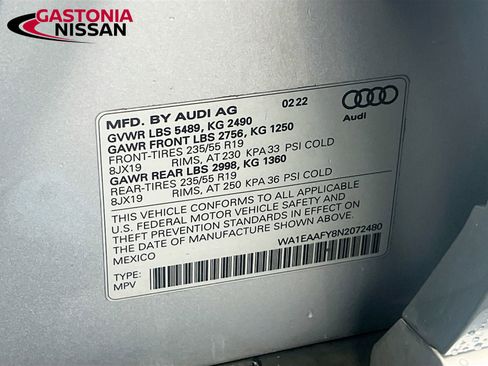 GASTONIA
NISSAN
MFD. BY AUDI AG 02 22
GVWR LBS 5489, KG 2490
GAWR FRONT LBS 2756, KG 1250
FRONT-TIRES 235/55 R19
8JX19 RIMS, AT 230 KPA 33 PSI COLD
GAWR REAR LBS 2998, KG 1360
REAR-TIRES 235/55 R19
8JX19 RIMS, AT 250 KPA 36 PSI COLD
THIS VEHICLE CONFORMS TO ALL APPLICABLE
U.S. FEDERAL MOTOR VEHICLE SAFETY AND
THEFT PREVENTION STANDARDS IN EFFECT ON
THE DATE OF MANUFACTURE SHOWN ABOVE.
MEXICO
Audi
WA1EAAFY8N2072480
TYPE:
MPV